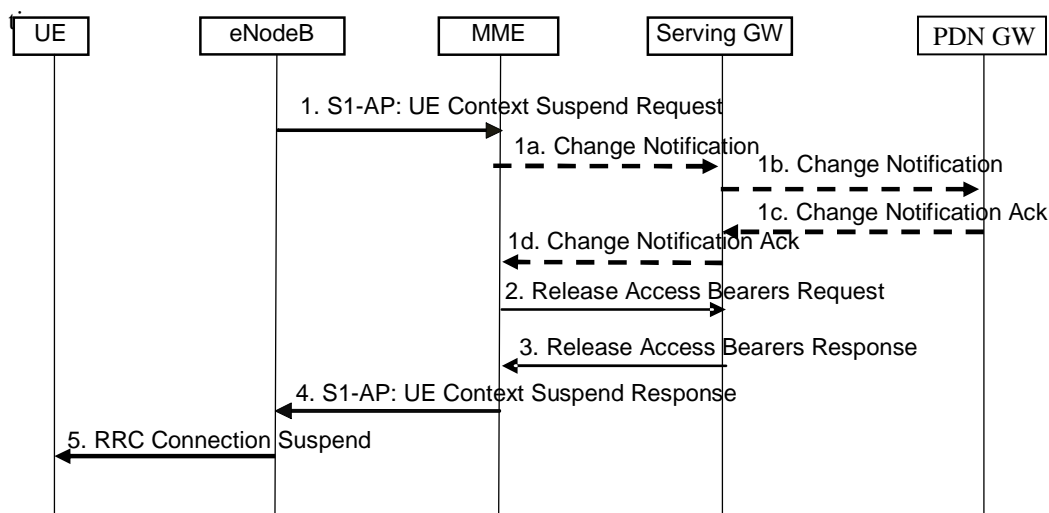 ti
UE
eNodeB
MME
Serving GW
PDN GW
1. S1-AP: UE Context Suspend Request
1a. Change Notification
1b. Change Notification
1c. Change Notification Ack
1d. Change Notification Ack
2. Release Access Bearers Request
3. Release Access Bearers Response
4. S1-AP: UE Context Suspend Response
5. RRC Connection Suspend